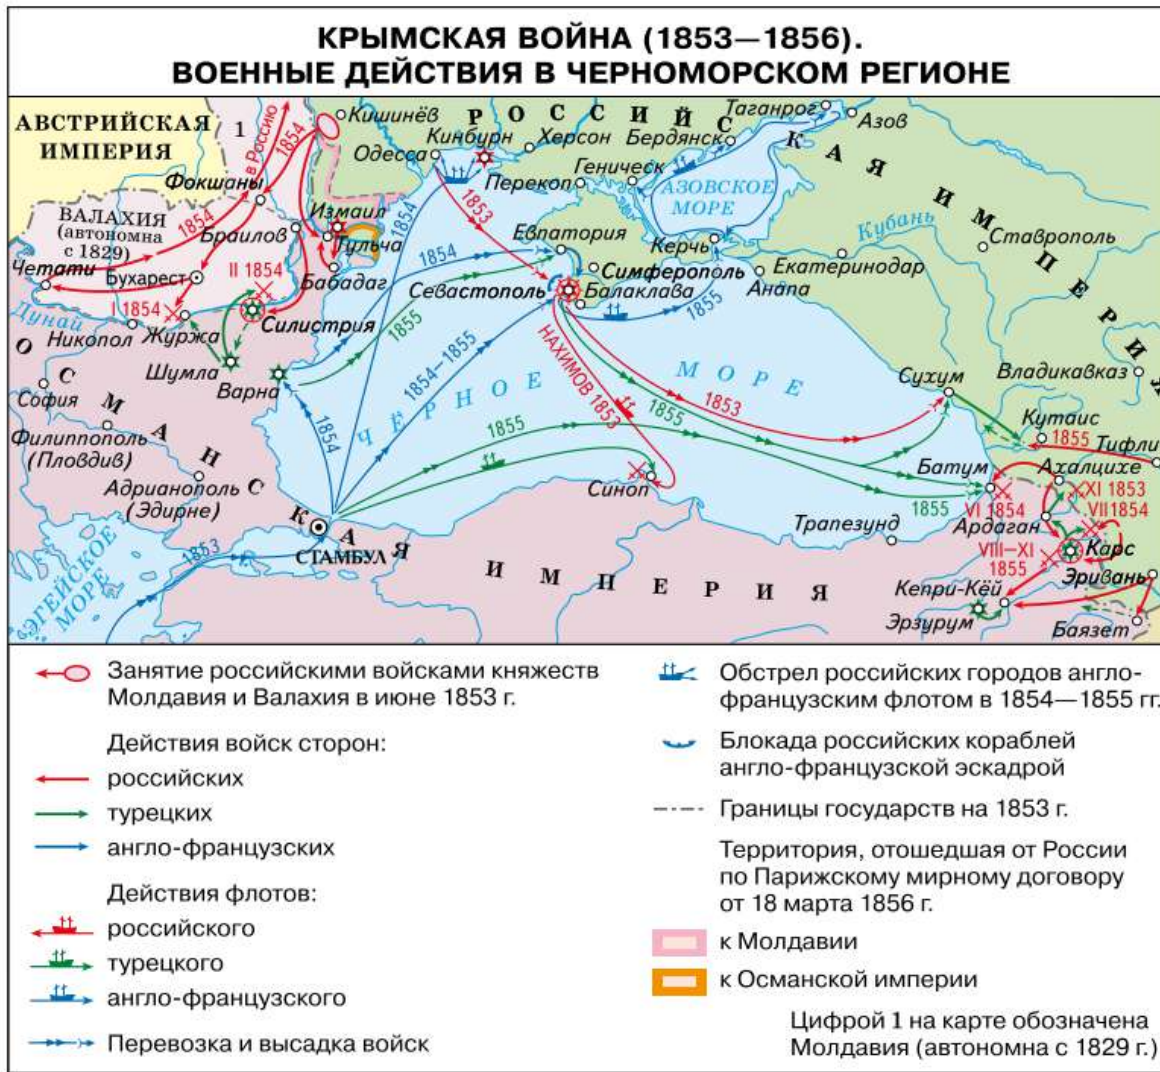 КРЫМСКАЯ ВОЙНА (1853—1856).
ВОЕННЫЕ ДЕЙСТВИЯ В ЧЕРНОМОРСКОМ РЕГИОНЕ
АВСТРИЙСКАЯ
ИМПЕРИЯ
1
в Россию
1854
Кишинёв
Кинбурн
Одесса
РОССИЙСКАЯ ИМПЕРИЯ
Херсон
Бердянск
Таганрог
Азов
Геническ
Перекоп
АЗОВСКОЕ
МОРЕ
Фокшаны
ВАЛАХИЯ
(автономна
с 1829)
1854
Измаил
Браилов
Тульча
1854
1853
Евпатория
Керчь
Кубань
Ставрополь
Четати
Бухарест
II 1854
Бабадаг
1854
Симферополь
Екатеринодар
Севастополь
Балаклава
Анапа
1855
Дунай
I 1854
Никопол
Журжа
Силистрия
1855
НАХИМОВ 1853
Шумла
Варна
1854—1855
ЧЁРНОЕ МОРЕ
Сухум
Владикавказ
София
ОСМАНСКАЯ ИМПЕРИЯ
Филиппополь
(Пловдив)
1854
1855
1855
1853
Кутаис
1855
Тифли
Адрианополь
(Эдирне)
Синоп
Батум
Ахалцихе
XI 1853
VI 1854
VII 1854
1855
Ардаган
СТАМБУЛ
Трапезунд
VIII—XI
1855
Карс
1853
ЭГЕЙСКОЕ
МОРЕ
Эривань
Кепри-Кёй
Эрзурум
Баязет
Занятие российскими войсками княжеств
Молдавия и Валахия в июне 1853 г.
Действия войск сторон:
российских
турецких
англо-французских
Действия флотов:
российского
турецкого
англо-французского
Перевозка и высадка войск
Обстрел российских городов англо-
французским флотом в 1854—1855 гг.
Блокада российских кораблей
англо-французской эскадрой
Границы государств на 1853 г.
Территория, отошедшая от России
по Парижскому мирному договору
от 18 марта 1856 г.
к Молдавии
к Османской империи
Цифрой 1 на карте обозначена
Молдавия (автономна с 1829 г.)